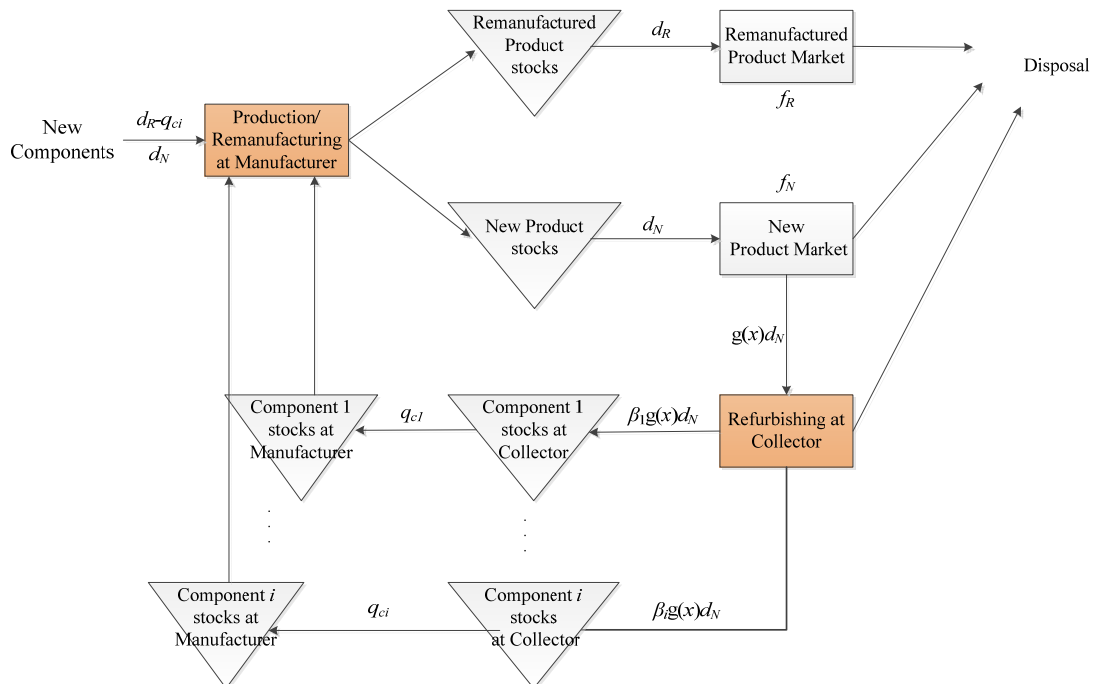 Remanufactured
Product
stocks
d_R
Remanufactured
Product Market
f_R
Disposal
New
Components
d_R-q_ci
d_N
Production/
Remanufacturing
at Manufacturer
New Product
stocks
d_N
f_N
New
Product Market
g(x)d_N
Component 1
stocks at
Manufacturer
q_c1
Component 1
stocks at
Collector
β_1g(x)d_N
Refurbishing at
Collector
Component i
stocks at
Manufacturer
q_ci
Component i
stocks
at Collector
β_ig(x)d_N